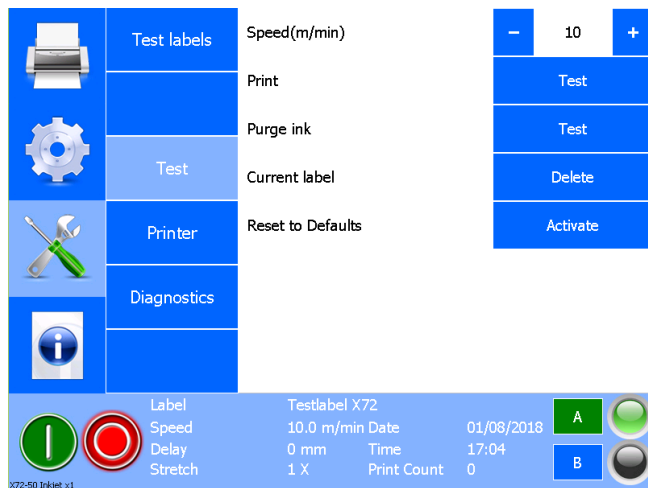 Test labels
Test
Printer
Diagnostics
Speed(m/min) - 10 +
Print Test
Purge ink Test
Current label Delete
Reset to Defaults Activate
Label Testlabel X72
Speed 10.0 m/min Date 01/08/2018
Delay 0 mm Time 17:04
Stretch 1 X Print Count 0
A
B
X72-50 Inkjet x1